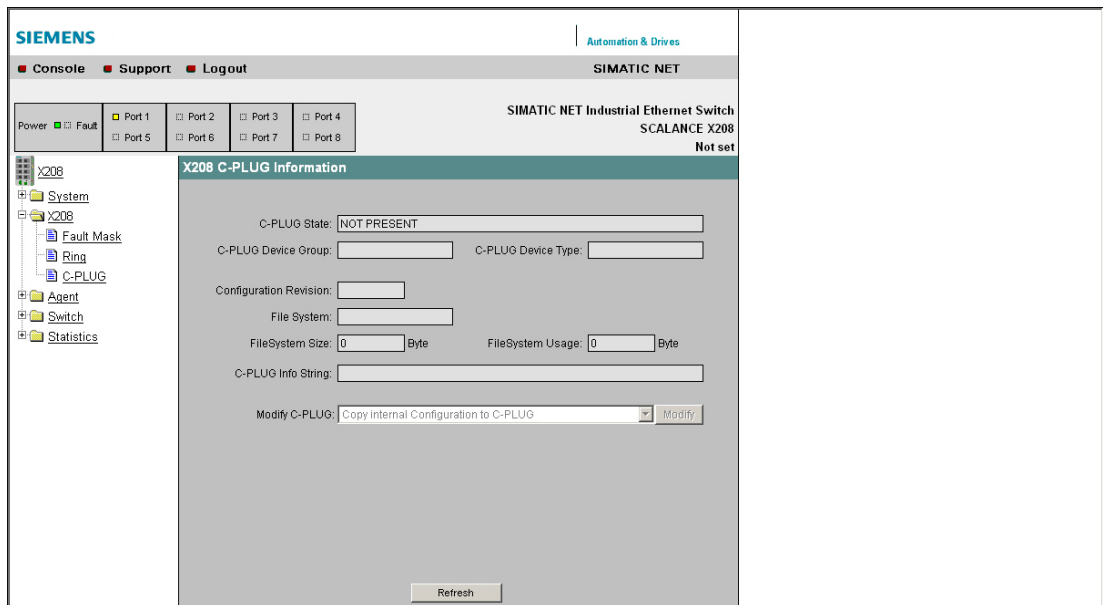 SIEMENS
Automation & Drives
Console Support Logout SIMATIC NET
SIMATIC NET Industrial Ethernet Switch
SCALANCE X208
Not set
Power Fault
Port 1 Port 2 Port 3 Port 4
Port 5 Port 6 Port 7 Port 8
X208
System
X208
Fault Mask
Ring
C-PLUG
Agent
Switch
Statistics
X208 C-PLUG Information
C-PLUG State: NOT PRESENT
C-PLUG Device Group: C-PLUG Device Type:
Configuration Revision:
File System:
FileSystem Size: 0 Byte FileSystem Usage: 0 Byte
C-PLUG Info String:
Modify C-PLUG: Copy internal Configuration to C-PLUG Modify
Refresh